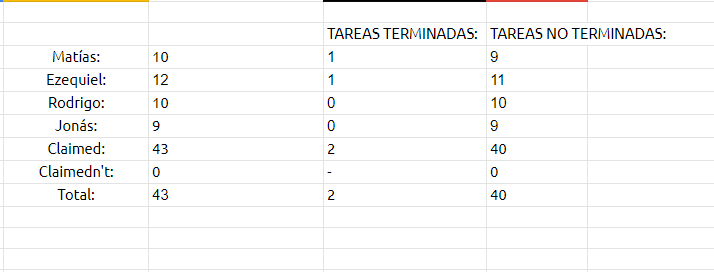 TAREAS TERMINADAS: TAREAS NO TERMINADAS:
Matías: 10 1 9
Ezequiel: 12 1 11
Rodrigo: 10 0 10
Jonás: 9 0 9
Claimed: 43 2 40
Claimedn't: 0 - 0
Total: 43 2 40